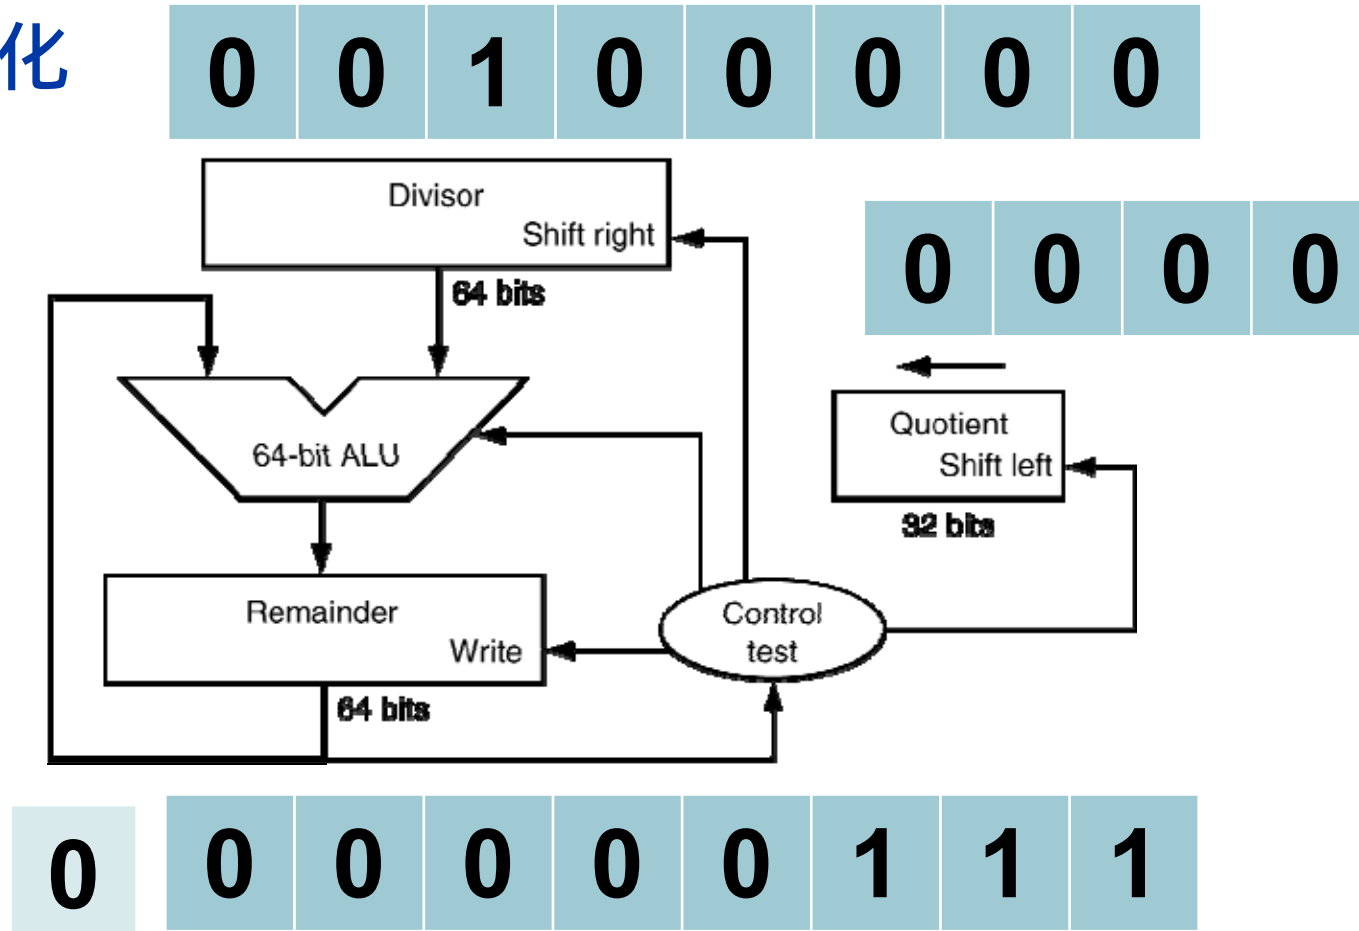 化
0 0 1 0 0 0 0 0
Divisor
Shift right
64 bits
0 0 0 0
64-bit ALU
Quotient
Shift left
32 bits
Remainder
Write
64 bits
Control
test
0 0 0 0 0 0 1 1 1